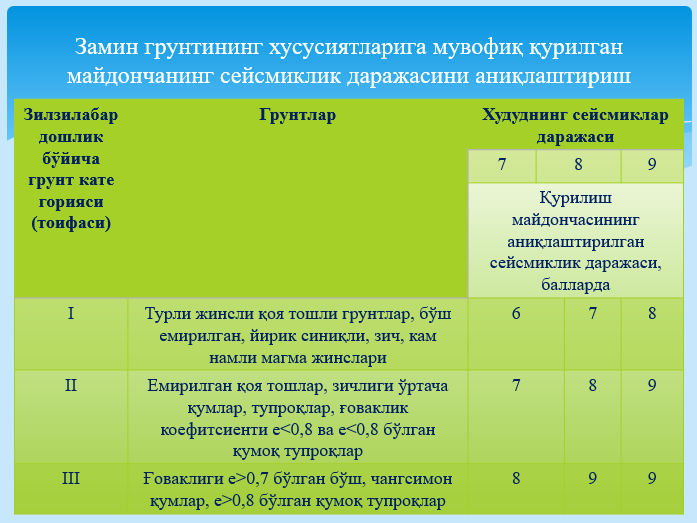 Замин грунтининг хусусиятларига мувофиқ қурилган
майдончанинг сейсмиклик даражасини аниқлаштириш
Зилзилабар
дошлик
бўйича
грунт кате
горияси
(тоифаси)
Грунтлар
Худуднинг сейсмиклар
даражаси
7 8 9
Қурилиш
майдончасининг
аниқлаштирилган
сейсмиклик даражаси,
балларда
I
Турли жинсли қоя тошли грунтлар, бўш
емирилган, йирик синиқли, зич, кам
намли магма жинслари
6 7 8
II
Емирилган қоя тошлар, зичлиги ўртача
қумлар, тупроқлар, ғоваклик
коефитсиенти е<0,8 ва е<0,8 бўлган
қумоқ тупроқлар
7 8 9
III
Ғоваклиги е>0,7 бўлган бўш, чангсимон
қумлар, е>0,8 бўлган қумоқ тупроқлар
8 9 9